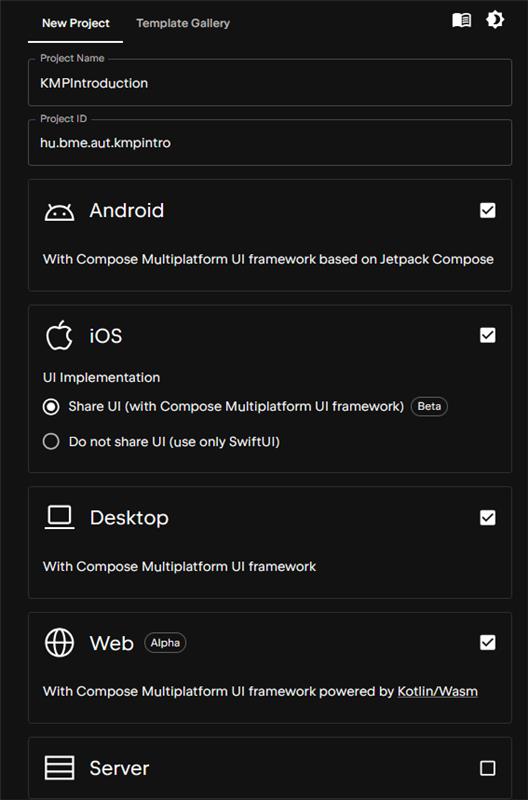 New Project
Template Gallery
Project Name
KMPIntroduction
Project ID
hu.bme.aut.kmpintro
Android
With Compose Multiplatform UI framework based on Jetpack Compose
iOS
UI Implementation
Share UI (with Compose Multiplatform UI framework) Beta
Do not share UI (use only SwiftUI)
Desktop
With Compose Multiplatform UI framework
Web Alpha
With Compose Multiplatform UI framework powered by Kotlin/Wasm
Server